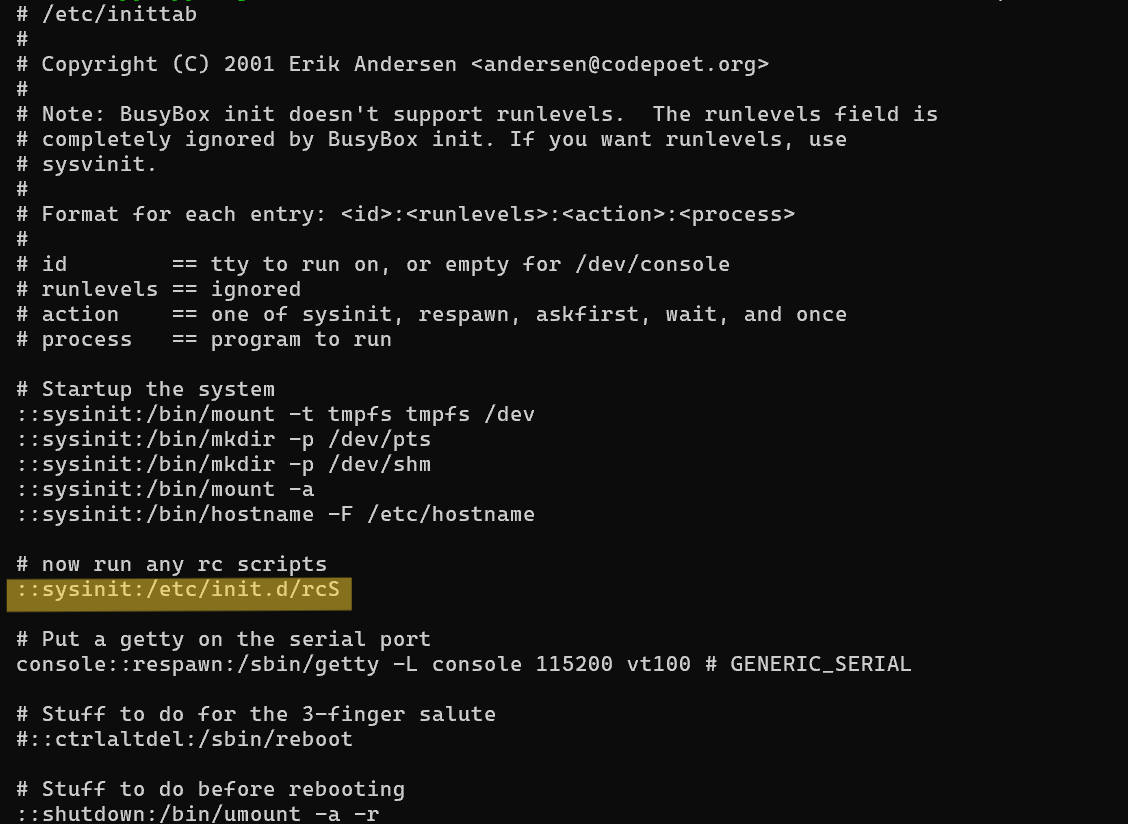 # /etc/inittab
#
# Copyright (C) 2001 Erik Andersen <andersen@codepoet.org>
#
# Note: BusyBox init doesn't support runlevels.  The runlevels field is
# completely ignored by BusyBox init. If you want runlevels, use
# sysvinit.
#
# Format for each entry: <id>:<runlevels>:<action>:<process>
#
# id        == tty to run on, or empty for /dev/console
# runlevels == ignored
# action    == one of sysinit, respawn, askfirst, wait, and once
# process   == program to run

# Startup the system
::sysinit:/bin/mount -t tmpfs tmpfs /dev
::sysinit:/bin/mkdir -p /dev/pts
::sysinit:/bin/mkdir -p /dev/shm
::sysinit:/bin/mount -a
::sysinit:/bin/hostname -F /etc/hostname

# now run any rc scripts
::sysinit:/etc/init.d/rcS

# Put a getty on the serial port
console::respawn:/sbin/getty -L console 115200 vt100 # GENERIC_SERIAL

# Stuff to do for the 3-finger salute
#::ctrlaltdel:/sbin/reboot

# Stuff to do before rebooting
::shutdown:/bin/umount -a -r